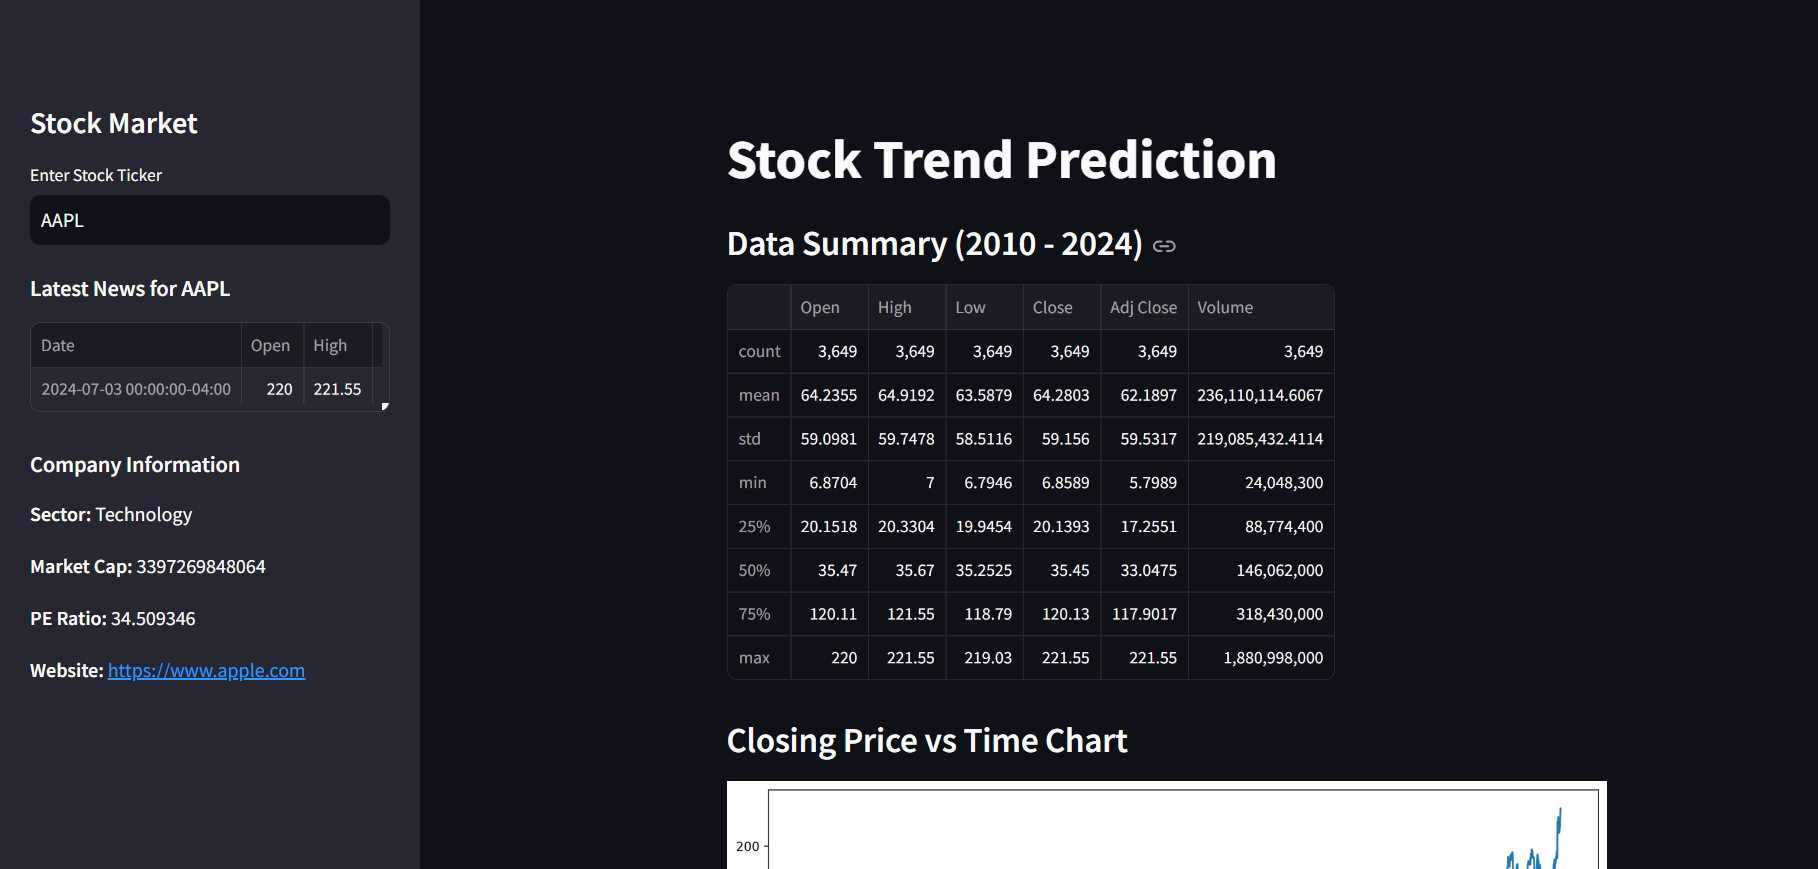 Stock Market
Enter Stock Ticker
AAPL
Latest News for AAPL
Date Open High
2024-07-03 00:00:00-04:00 220 221.55
Company Information
Sector: Technology
Market Cap: 3397269848064
PE Ratio: 34.509346
Website: https://www.apple.com
Stock Trend Prediction
Data Summary (2010 - 2024)
Open High Low Close Adj Close Volume
count 3,649 3,649 3,649 3,649 3,649 3,649
mean 64.2355 64.9192 63.5879 64.2803 62.1897 236,110,114.6067
std 59.0981 59.7478 58.5116 59.156 59.5317 219,085,432.4114
min 6.8704 7 6.7946 6.8589 5.7989 24,048,300
25% 20.1518 20.3304 19.9454 20.1393 17.2551 88,774,400
50% 35.47 35.67 35.2525 35.45 33.0475 146,062,000
75% 120.11 121.55 118.79 120.13 117.9017 318,430,000
max 220 221.55 219.03 221.55 221.55 1,880,998,000
Closing Price vs Time Chart
200